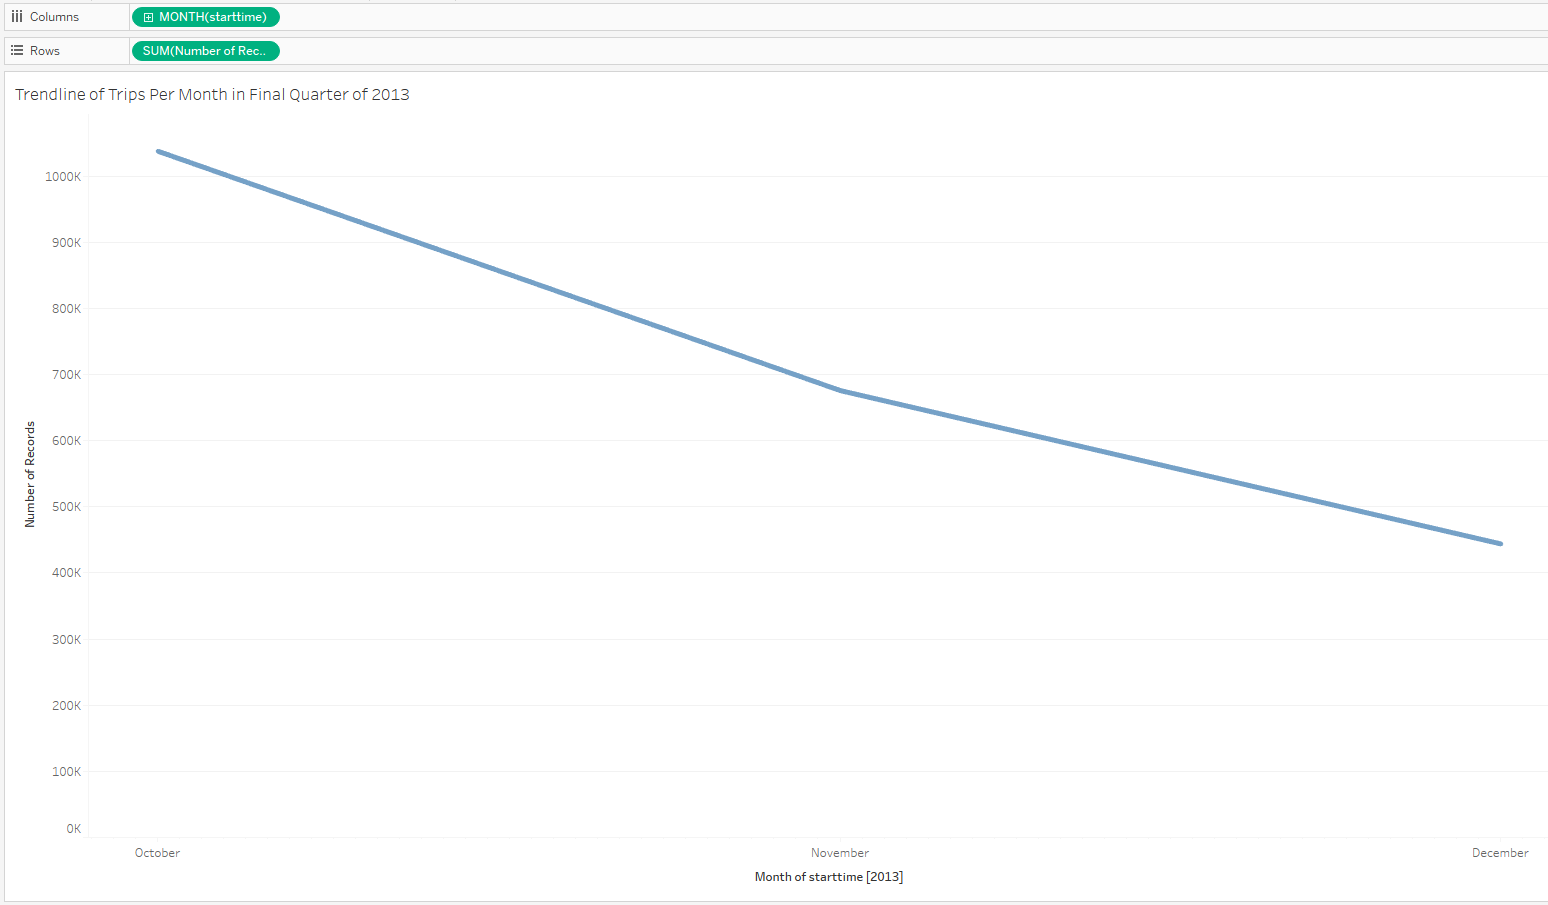 Columns
MONTH(starttime)
Rows
SUM(Number of Rec..
Trendline of Trips Per Month in Final Quarter of 2013
1000K
900K
800K
700K
600K
500K
400K
300K
200K
100K
0K
Number of Records
October November December
Month of starttime [2013]